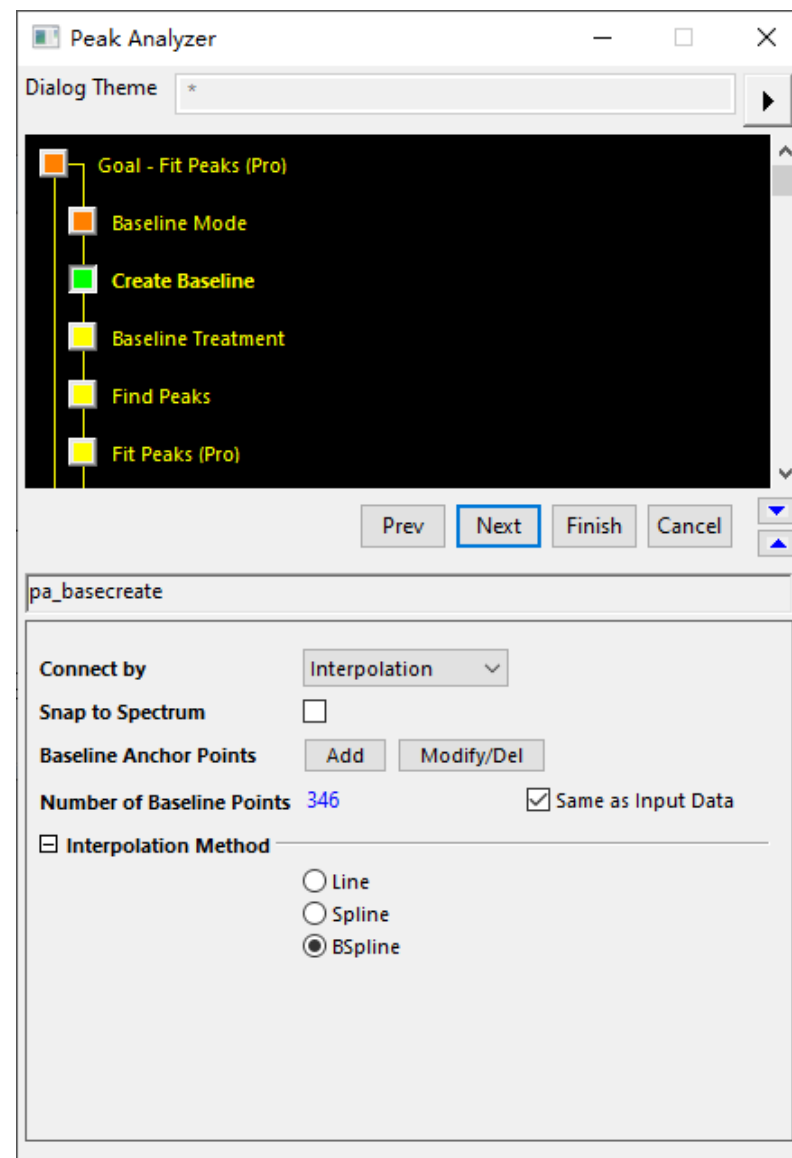 Peak Analyzer
Dialog Theme *
Goal - Fit Peaks (Pro)
Baseline Mode
Create Baseline
Baseline Treatment
Find Peaks
Fit Peaks (Pro)
Prev Next Finish Cancel
pa_basecreate
Connect by Interpolation
Snap to Spectrum
Baseline Anchor Points Add Modify/Del
Number of Baseline Points 346 Same as Input Data
Interpolation Method
Line
Spline
BSpline